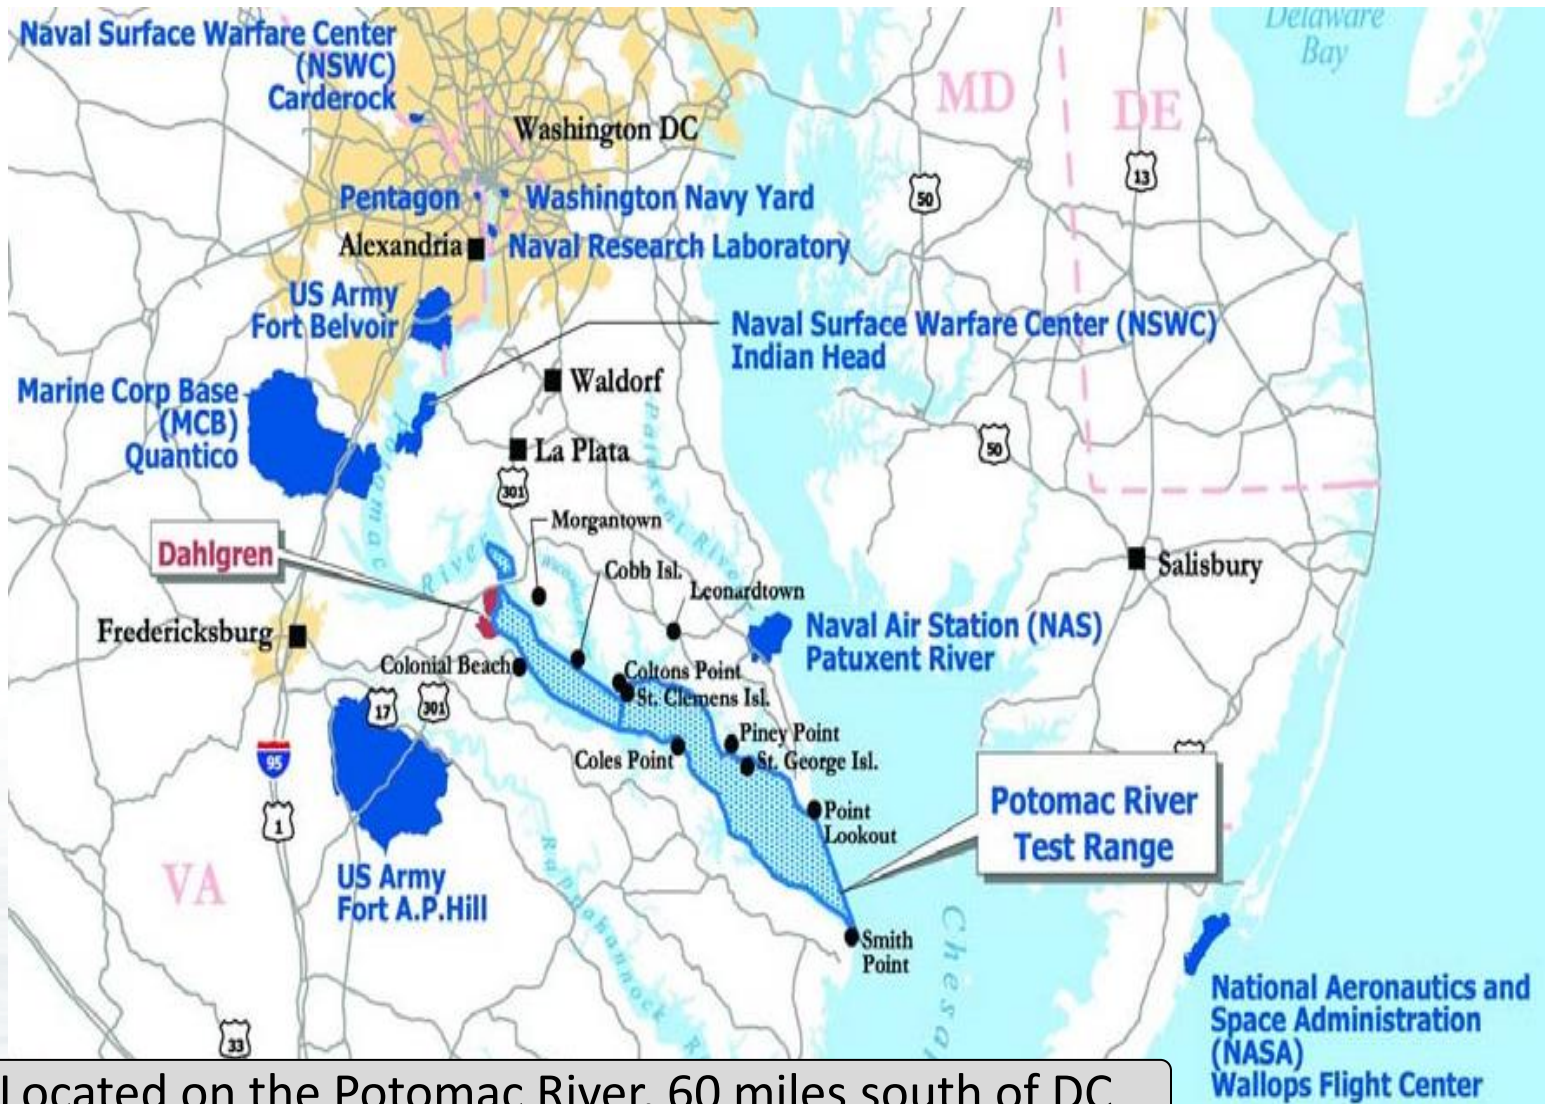 Delaware
Bay
Naval Surface Warfare Center
(NSWC)
Carderock
MD
DE
Washington DC
13
50
Pentagon
Washington Navy Yard
Alexandria
Naval Research Laboratory
US Army
Fort Belvoir
Naval Surface Warfare Center (NSWC)
Indian Head
Waldorf
Marine Corp Base
(MCB)
Quantico
Potomac
River
Patuxent River
50
La Plata
301
Morgantown
Dahlgren
Cobb Isl.
Leonardtown
Salisbury
Fredericksburg
Naval Air Station (NAS)
Patuxent River
Colonial Beach
Coltons Point
St. Clemens Isl.
17
301
Piney Point
Coles Point
St. George Isl.
95
1
Point
Lookout
Potomac River
Test Range
VA
US Army
Fort A.P.Hill
Rappahannock
Smith
Point
33
National Aeronautics and
Space Administration
(NASA)
Wallops Flight Center
Located on the Potomac River, 60 miles south of DC